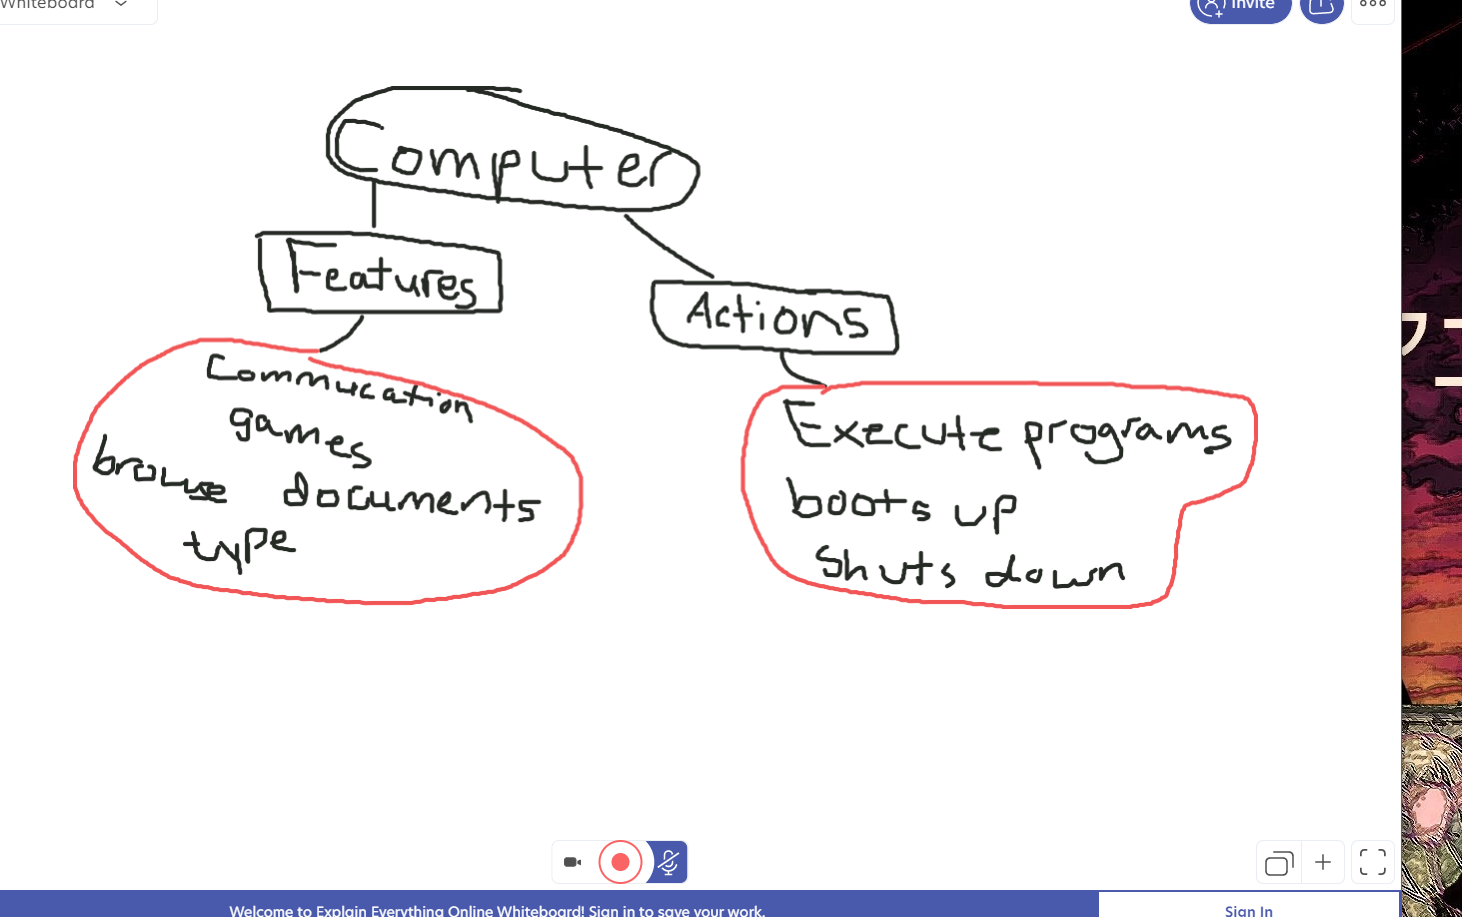 Whiteboard
Invite
Computer
Features
Actions
Commucation
games
browse documents
type
Execute programs
boots up
shuts down
Welcome to Explain Everything Online Whiteboard! Sign in to save your work.
Sign In